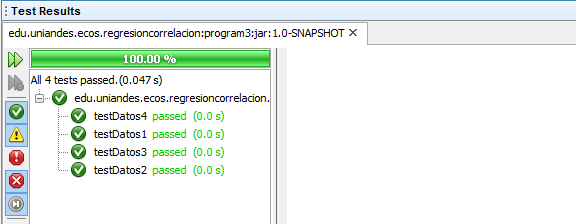 Test Results
edu.uniandes.ecos.regresioncorrelacion:program3:jar:1.0-SNAPSHOT
100.00 %
All 4 tests passed.(0.047 s)
edu.uniandes.ecos.regresioncorrelacion.
testDatos4 passed (0.0 s)
testDatos1 passed (0.0 s)
testDatos3 passed (0.0 s)
testDatos2 passed (0.0 s)